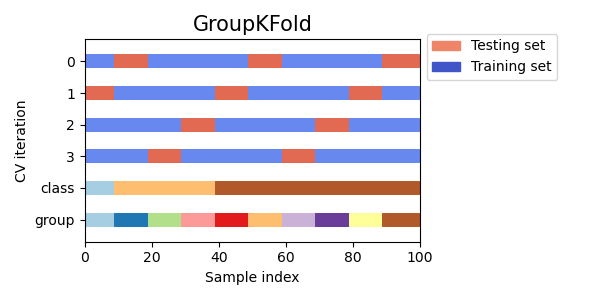 GroupKFold
Testing set
Training set
CV iteration
0
1
2
3
class
group
0 20 40 60 80 100
Sample index